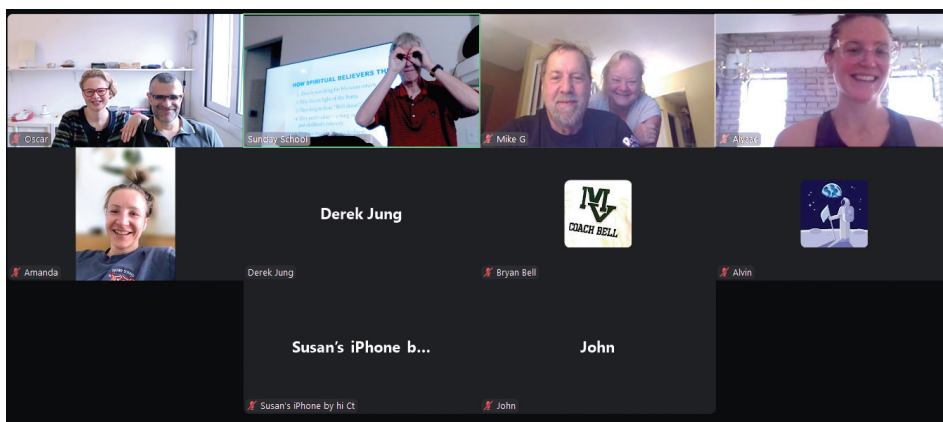 HOW SPIRITUAL BELIEVERS TH
Oscar
Sunday School
Mike G
Derek Jung
MV
COACH BELL
Amanda
Derek Jung
Bryan Bell
Alvin
Susan's iPhone b...
John
Susan's iPhone by hi Ct
John